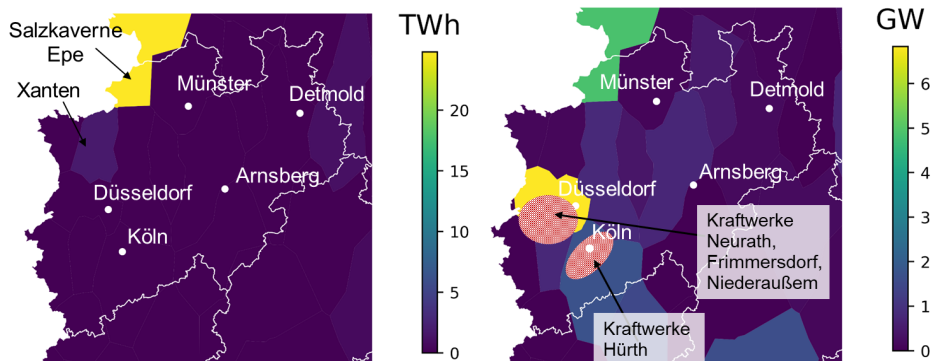 Salzkaverne
Epe
Xanten
Münster
Detmold
Arnsberg
Düsseldorf
Köln
TWh
20
15
10
5
0
Münster
Detmold
Arnsberg
Düsseldorf
Köln
Kraftwerke
Neurath,
Frimmersdorf,
Niederaußem
Kraftwerke
Hürth
GW
6
5
4
3
2
1
0